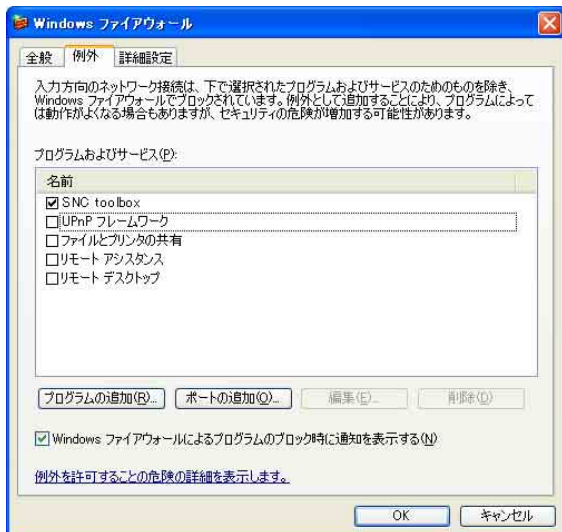 Windows ファイアウォール
全般
例外
詳細設定
入力方向のネットワーク接続は、下で選択されたプログラムおよびサービスのためのものを除き、
Windows ファイアウォールでブロックされています。例外として追加することにより、プログラムによって
は動作がよくなる場合もありますが、セキュリティの危険が増加する可能性があります。
プログラムおよびサービス(P):
名前
SNC toolbox
UPnP フレームワーク
ファイルとプリンタの共有
リモート アシスタンス
リモート デスクトップ
プログラムの追加(R)...
ポートの追加(O)...
編集(E)...
削除(D)
Windows ファイアウォールによるプログラムのブロック時に通知を表示する(N)
例外を許可することの危険の詳細を表示します。
OK
キャンセル